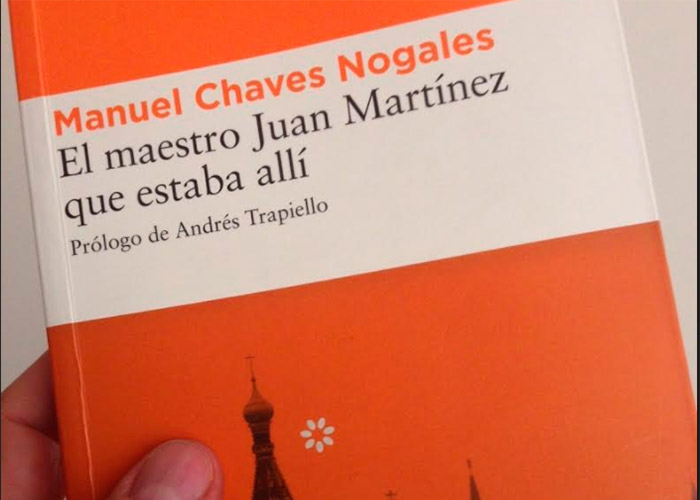 Manuel Chaves Nogales
El maestro Juan Martínez
que estaba allí
Prólogo de Andrés Trapiello